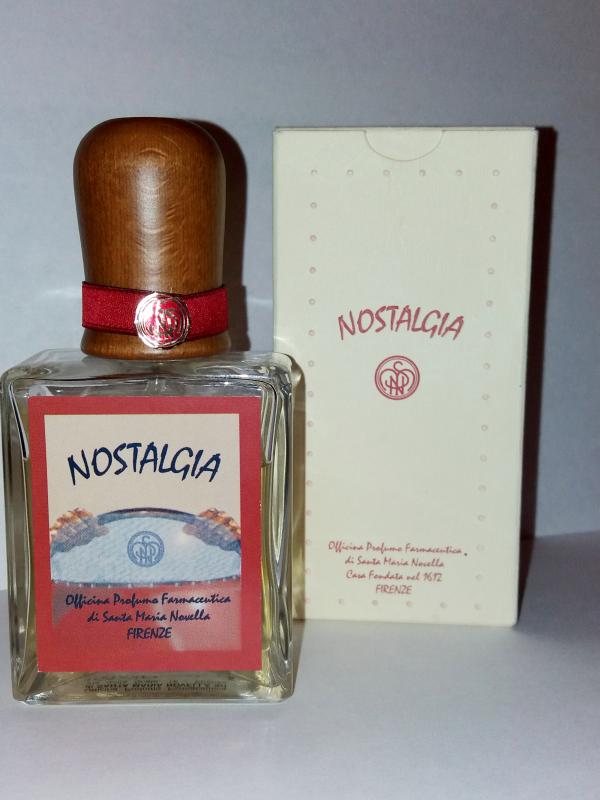 NOSTALGIA
Officina Profumo Farmaceutica
di Santa Maria Novella
FIRENZE
NOSTALGIA
Officina Profumo Farmaceutica
di Santa Maria Novella
Casa Fondata nel 1612
FIRENZE